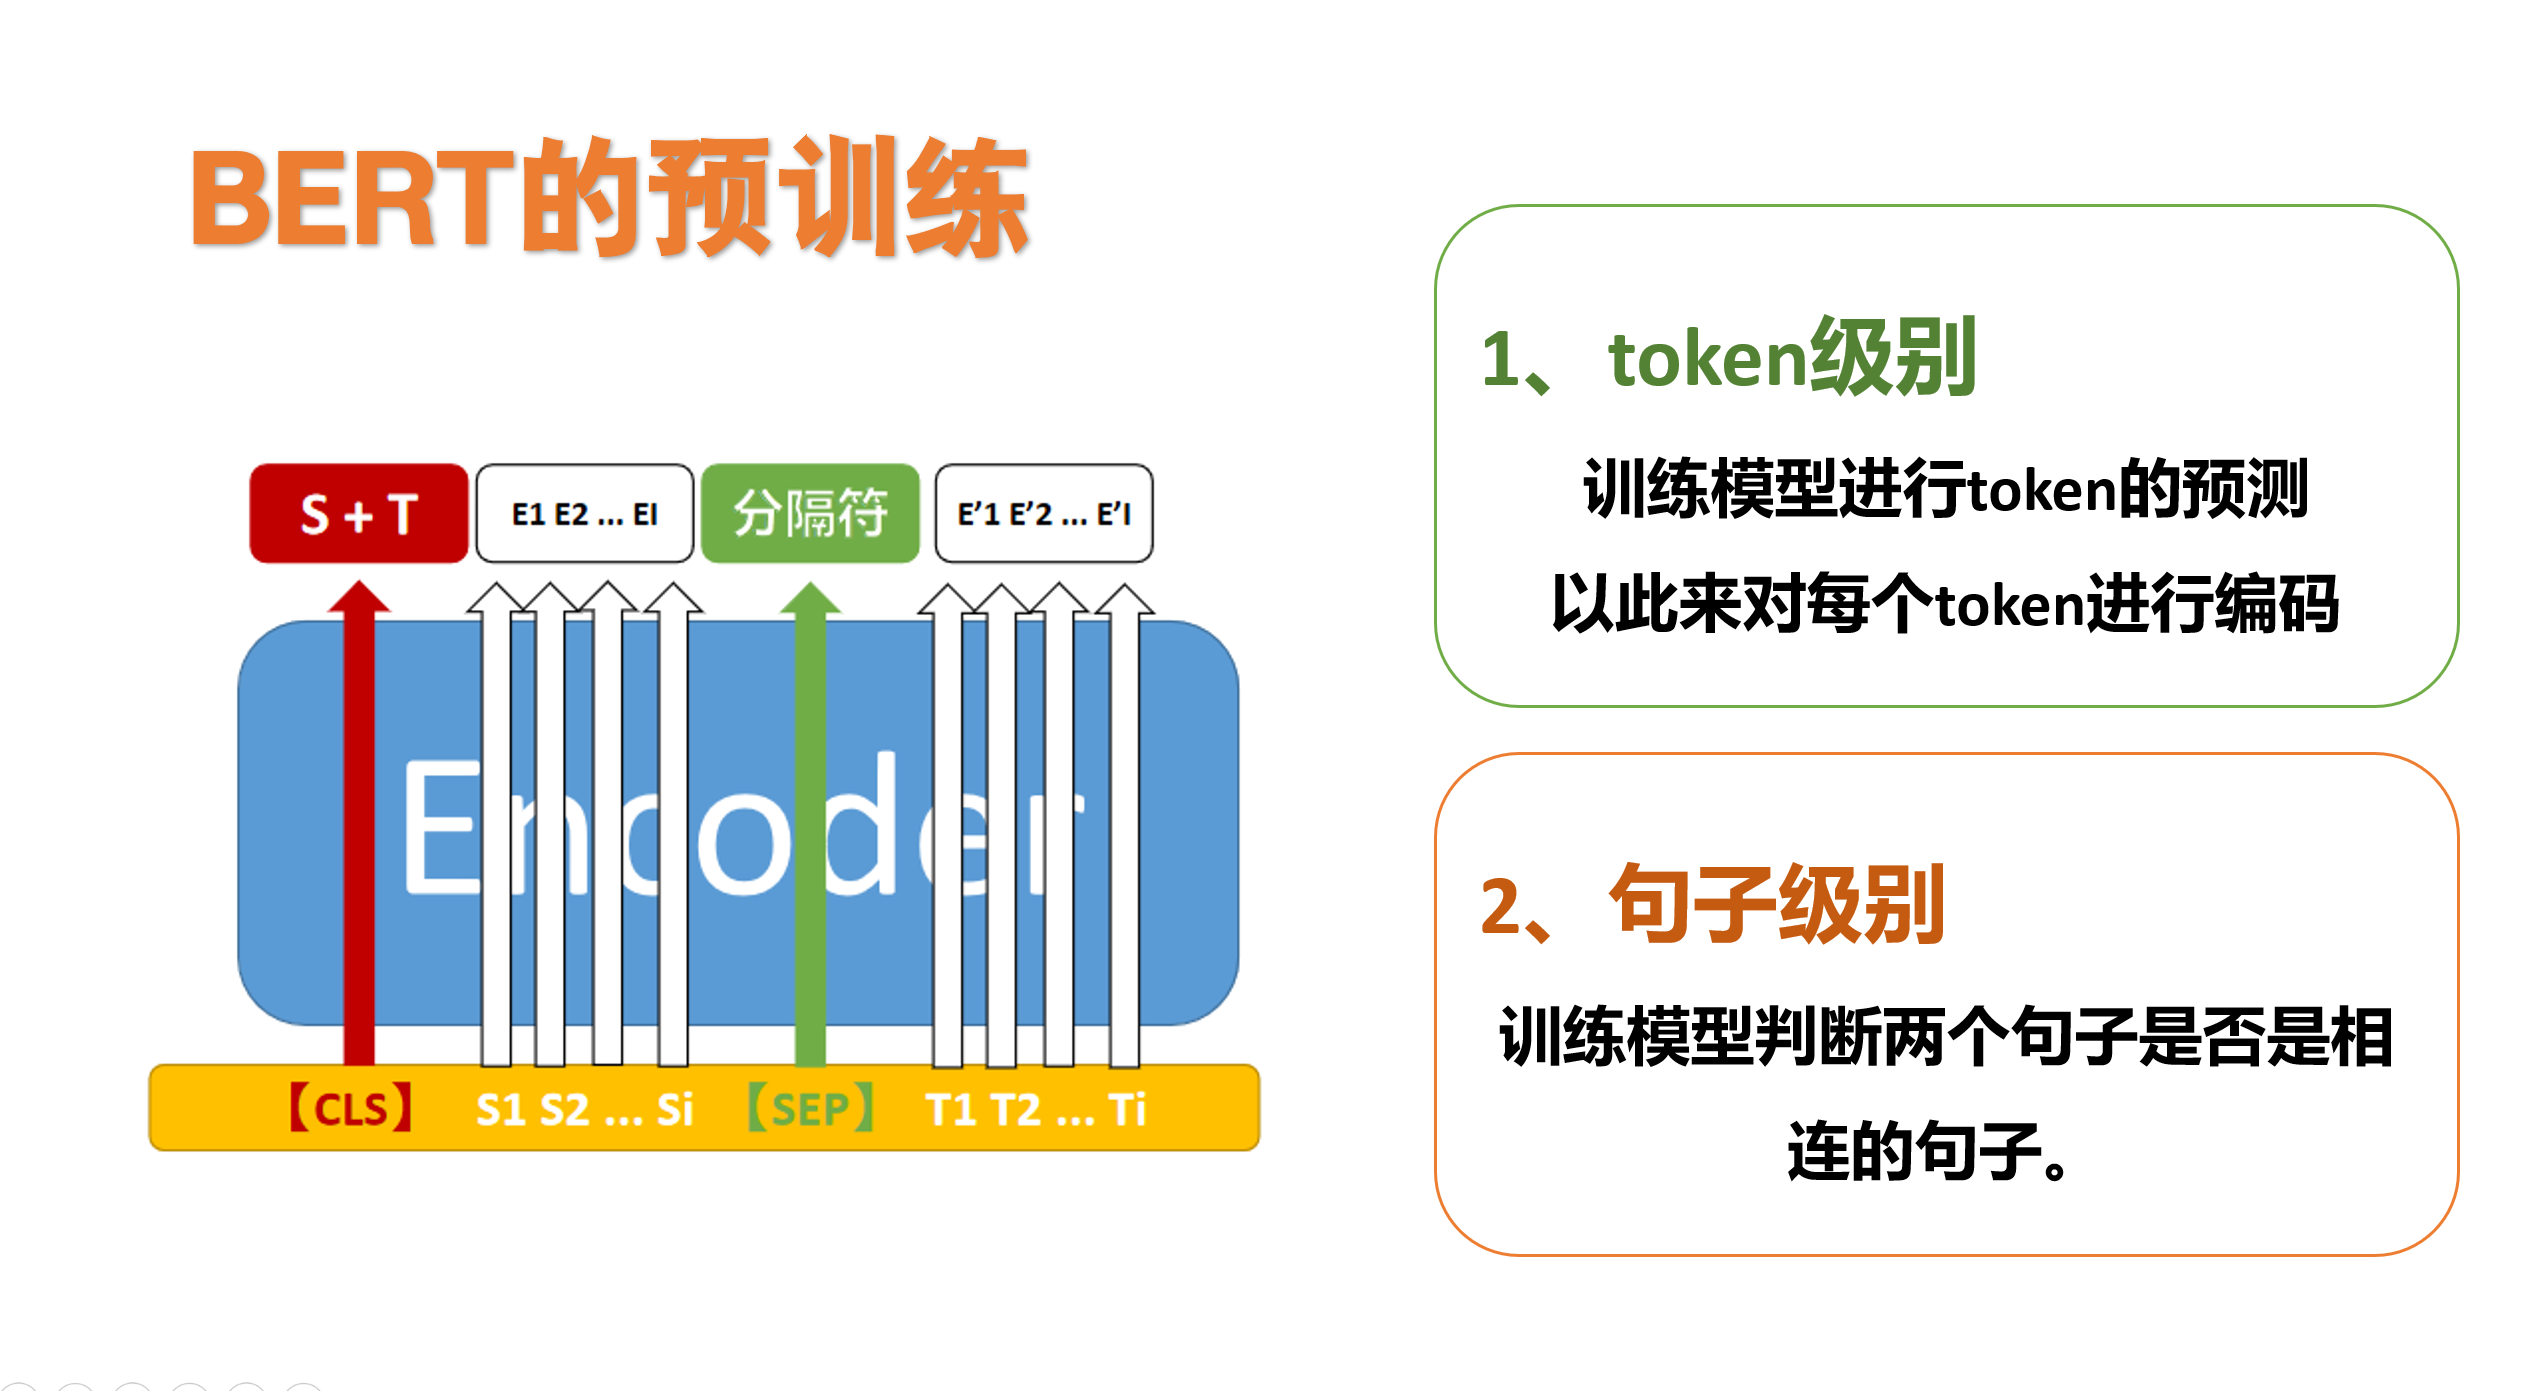 BERT的预训练
S + T
E1 E2 ... EI
分隔符
E’1 E’2 ... E’I
Encoder
【CLS】 S1 S2 ... Si 【SEP】 T1 T2 ... Ti
1、 token级别
训练模型进行token的预测
以此来对每个token进行编码
2、 句子级别
训练模型判断两个句子是否是相
连的句子。